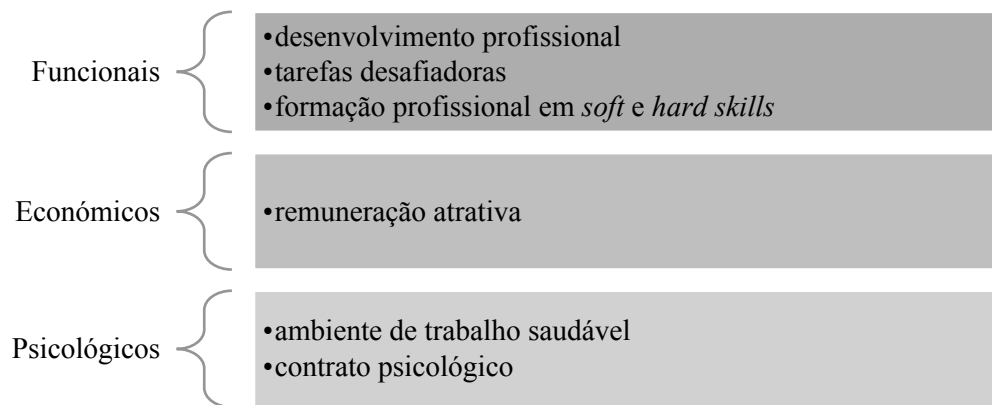 Funcionais
•desenvolvimento profissional
•tarefas desafiadoras
•formação profissional em soft e hard skills
Económicos
•remuneração atrativa
Psicológicos
•ambiente de trabalho saudável
•contrato psicológico